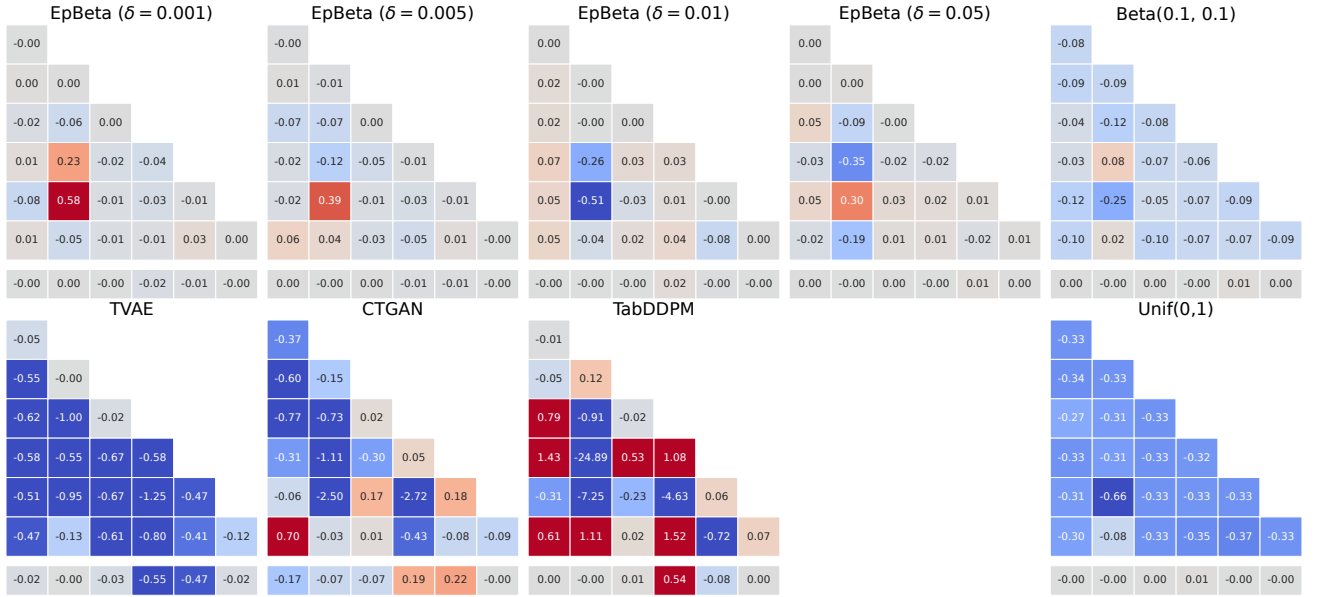 EpBeta (δ = 0.001) EpBeta (δ = 0.005) EpBeta (δ = 0.01) EpBeta (δ = 0.05) Beta(0.1, 0.1)
-0.00 -0.00 0.00 0.00 -0.08
0.00 0.00 0.01 -0.01 0.02 -0.00 0.00 0.00 -0.09 -0.09
-0.02 -0.06 0.00 -0.07 -0.07 0.00 0.02 -0.00 0.00 0.05 -0.09 -0.00 -0.04 -0.12 -0.08
0.01 0.23 -0.02 -0.04 -0.02 -0.12 -0.05 -0.01 0.07 -0.26 0.03 0.03 -0.03 -0.35 -0.02 -0.02 -0.03 0.08 -0.07 -0.06
-0.08 0.58 -0.01 -0.03 -0.01 -0.02 0.39 -0.01 -0.02 -0.01 0.05 -0.51 -0.03 0.01 -0.00 0.05 0.30 0.03 0.02 0.01 -0.12 -0.25 -0.05 -0.07 -0.09
0.01 -0.05 -0.01 -0.01 0.03 0.00 0.06 0.04 -0.03 -0.05 0.01 -0.00 0.05 -0.04 0.02 0.04 -0.08 0.00 -0.02 -0.19 0.01 0.01 -0.02 0.01 -0.10 0.02 -0.10 -0.07 -0.07 -0.09
-0.00 0.00 -0.00 -0.02 -0.01 -0.00 -0.00 0.00 -0.00 -0.01 -0.01 -0.00 -0.00 -0.00 -0.00 0.02 -0.00 -0.00 0.00 -0.00 -0.00 -0.00 0.01 -0.00 0.00 0.00 -0.00 -0.00 0.01 0.00
TVAE CTGAN TabDDPM Unif(0,1)
-0.05 -0.37 -0.01 -0.33
-0.55 -0.00 -0.60 -0.15 -0.05 0.12 -0.34 -0.33
-0.62 -1.00 -0.02 -0.77 -0.73 0.02 0.79 -0.91 -0.02 -0.27 -0.31 -0.33
-0.58 -0.55 -0.67 -0.58 -0.31 -1.11 -0.30 0.05 1.43 -24.89 0.53 1.08 -0.33 -0.31 -0.33 -0.32
-0.51 -0.95 -0.67 -1.25 -0.47 -0.06 -2.50 0.17 -2.72 0.18 -0.31 -7.25 -0.23 -4.63 0.06 -0.31 -0.66 -0.33 -0.33 -0.33
-0.47 -0.13 -0.61 -0.80 -0.41 -0.12 0.70 -0.03 0.01 -0.43 -0.08 -0.09 0.61 1.11 0.02 1.52 -0.72 0.07 -0.30 -0.08 -0.33 -0.35 -0.37 -0.33
-0.02 -0.00 -0.03 -0.55 -0.47 -0.02 -0.17 -0.07 -0.07 0.19 0.22 -0.00 0.00 -0.00 0.01 0.54 -0.08 0.00 -0.00 -0.00 -0.00 0.01 -0.00 -0.00